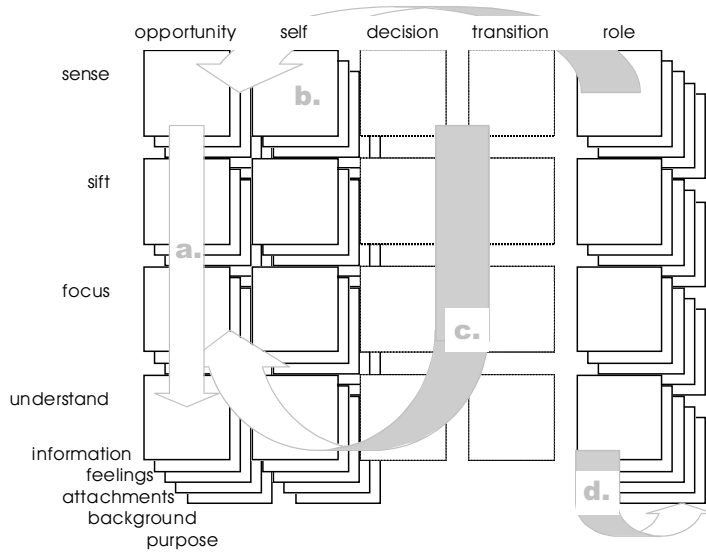 opportunity self decision transition role
sense
b.
sift
a.
focus
c.
understand
information
feelings
attachments
d.
background
purpose